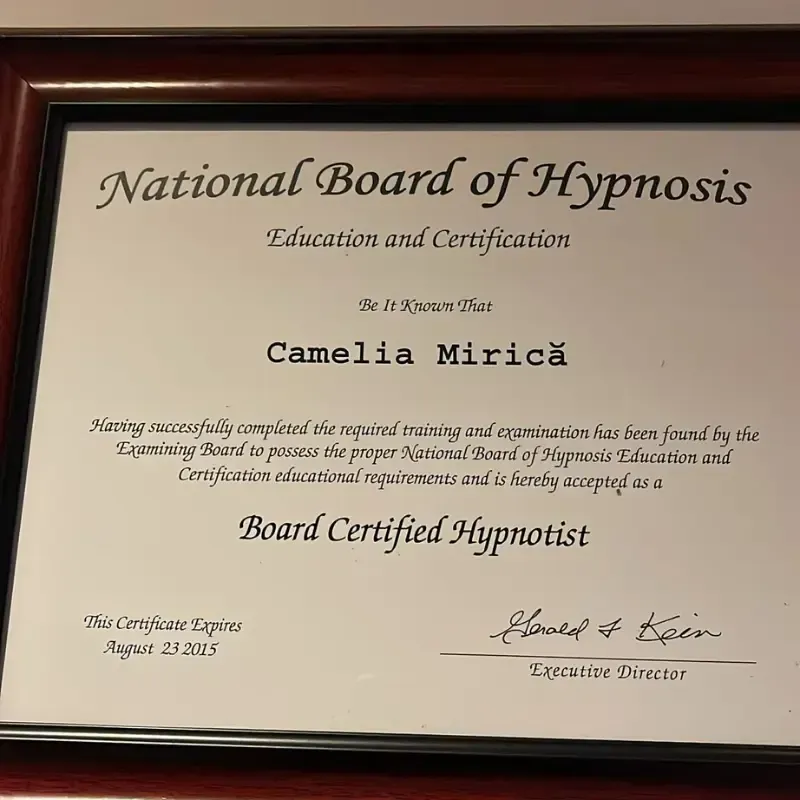 National Board of Hypnosis
Education and Certification
Be It Known That
Camelia Mirică
Having successfully completed the required training and examination has been found by the
Examining Board to possess the proper National Board of Hypnosis Education and
Certification educational requirements and is hereby accepted as a
Board Certified Hypnotist
This Certificate Expires
August 23 2015
Gerald F Kein
Executive Director